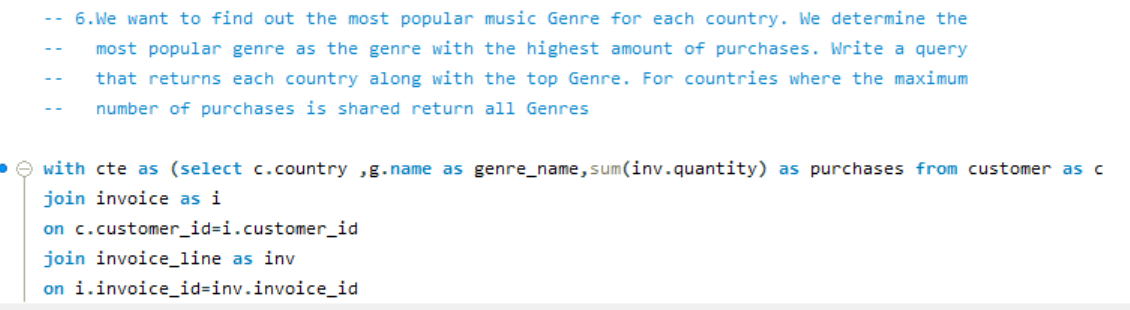 -- 6.We want to find out the most popular music Genre for each country. We determine the
--   most popular genre as the genre with the highest amount of purchases. Write a query
--   that returns each country along with the top Genre. For countries where the maximum
--   number of purchases is shared return all Genres
with cte as (select c.country ,g.name as genre_name,sum(inv.quantity) as purchases from customer as c
join invoice as i
on c.customer_id=i.customer_id
join invoice_line as inv
on i.invoice_id=inv.invoice_id